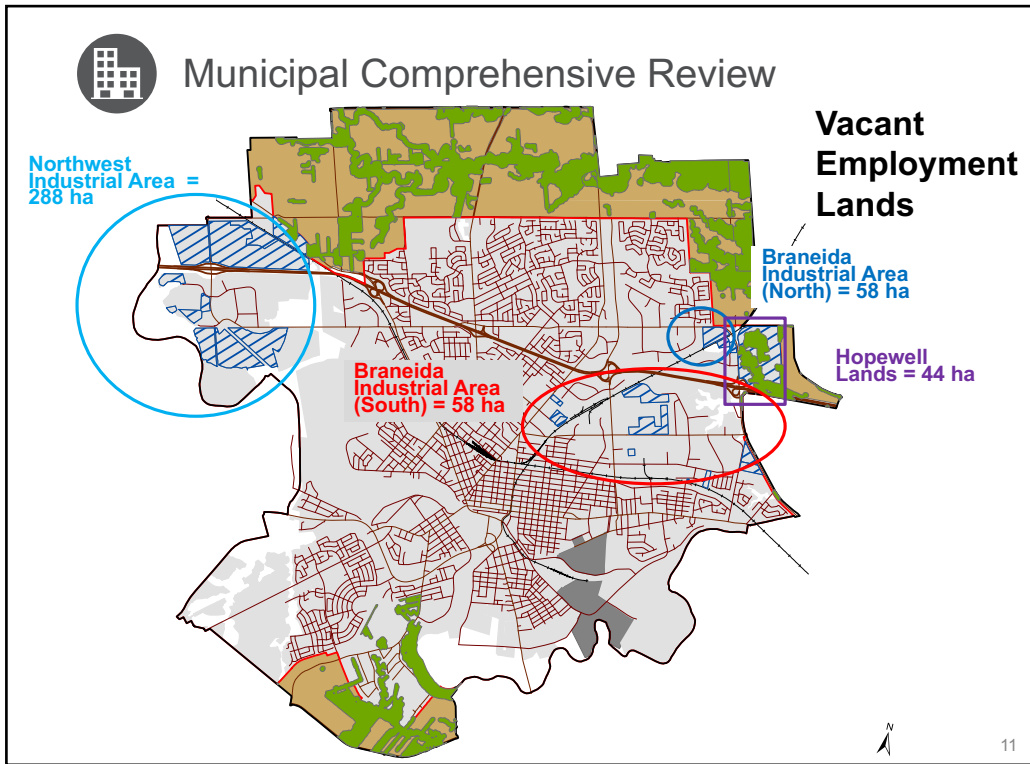 Municipal Comprehensive Review
Vacant
Employment
Lands
Northwest
Industrial Area =
288 ha
Braneida
Industrial Area
(North) = 58 ha
Hopewell
Lands = 44 ha
Braneida
Industrial Area
(South) = 58 ha
N
11